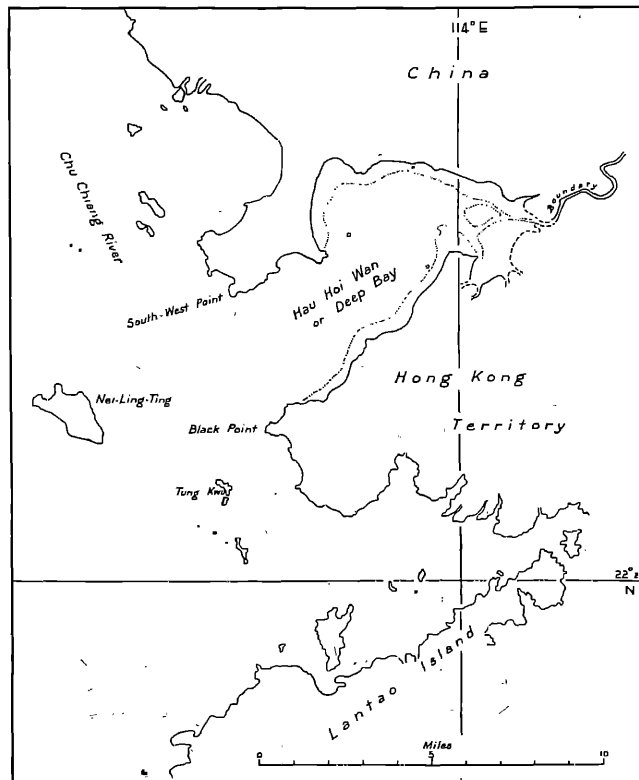 114° E
China
Chu Chiang River
Boundary
Hau Hoi Wan
or Deep Bay
South-West Point
Hong Kong
Territory
Nei-Ling-Ting
Black Point
Tung Kwu
22°
N
Lantao Island
Miles
0 5 10